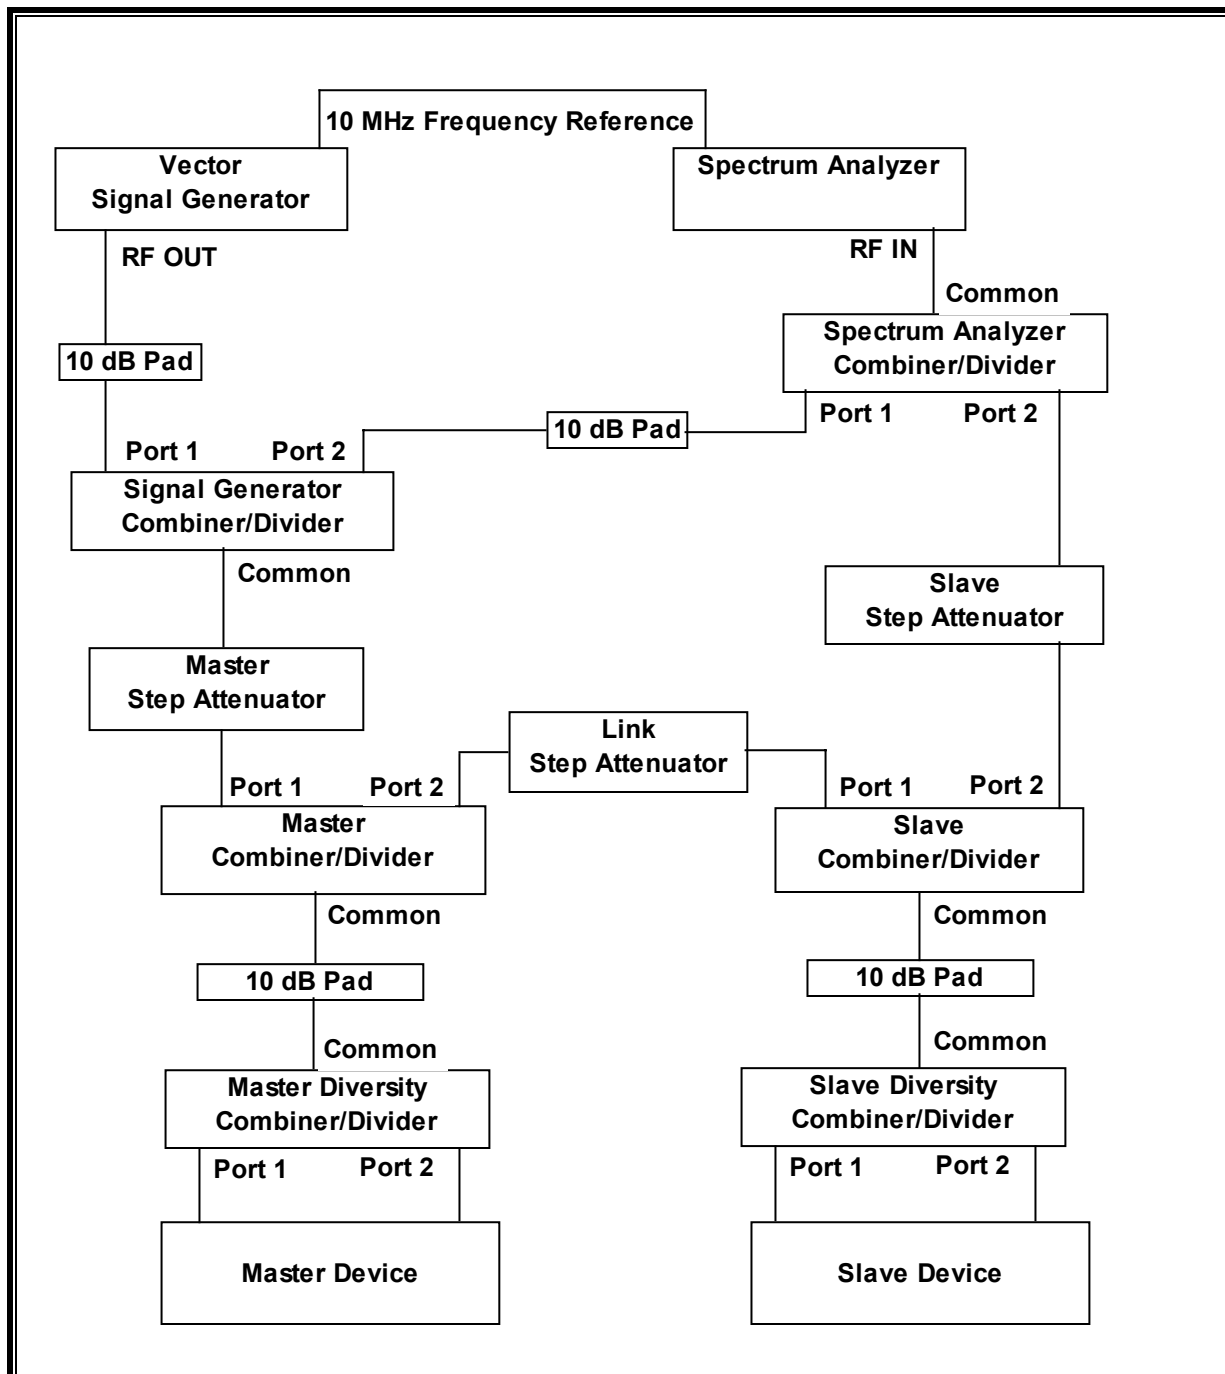 10 MHz Frequency Reference
Vector
Signal Generator
Spectrum Analyzer
RF OUT
RF IN
Common
Spectrum Analyzer
Combiner/Divider
10 dB Pad
Port 1
Port 2
10 dB Pad
Port 1
Port 2
Signal Generator
Combiner/Divider
Common
Slave
Step Attenuator
Master
Step Attenuator
Link
Step Attenuator
Port 1
Port 2
Port 1
Port 2
Master
Combiner/Divider
Slave
Combiner/Divider
Common
Common
10 dB Pad
10 dB Pad
Common
Common
Master Diversity
Combiner/Divider
Slave Diversity
Combiner/Divider
Port 1
Port 2
Port 1
Port 2
Master Device
Slave Device